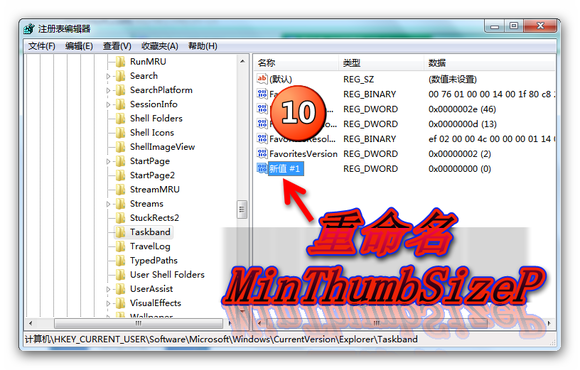 注册表编辑器
文件(F) 编辑(E) 查看(V) 收藏夹(A) 帮助(H)
RunMRU
Search
SearchPlatform
SessionInfo
Shell Folders
Shell Icons
ShellImageView
StartPage
StartPage2
StreamMRU
Streams
StuckRects2
Taskband
TravelLog
TypedPaths
User Shell Folders
UserAssist
VisualEffects
Wallpaper
名称 类型 数据
(默认) REG_SZ (数值未设置)
REG_BINARY 00 76 01 00 00 14 00 1f 80 c8
REG_DWORD 0x0000002e (46)
REG_DWORD 0x0000000d (13)
REG_BINARY ef 02 00 00 4c 00 00 00 01 14 0
FavoritesVersion REG_DWORD 0x00000002 (2)
新值 #1 REG_DWORD 0x00000000 (0)
10
重命名
MinThumbSizeP
计算机\HKEY_CURRENT_USER\Software\Microsoft\Windows\CurrentVersion\Explorer\Taskband